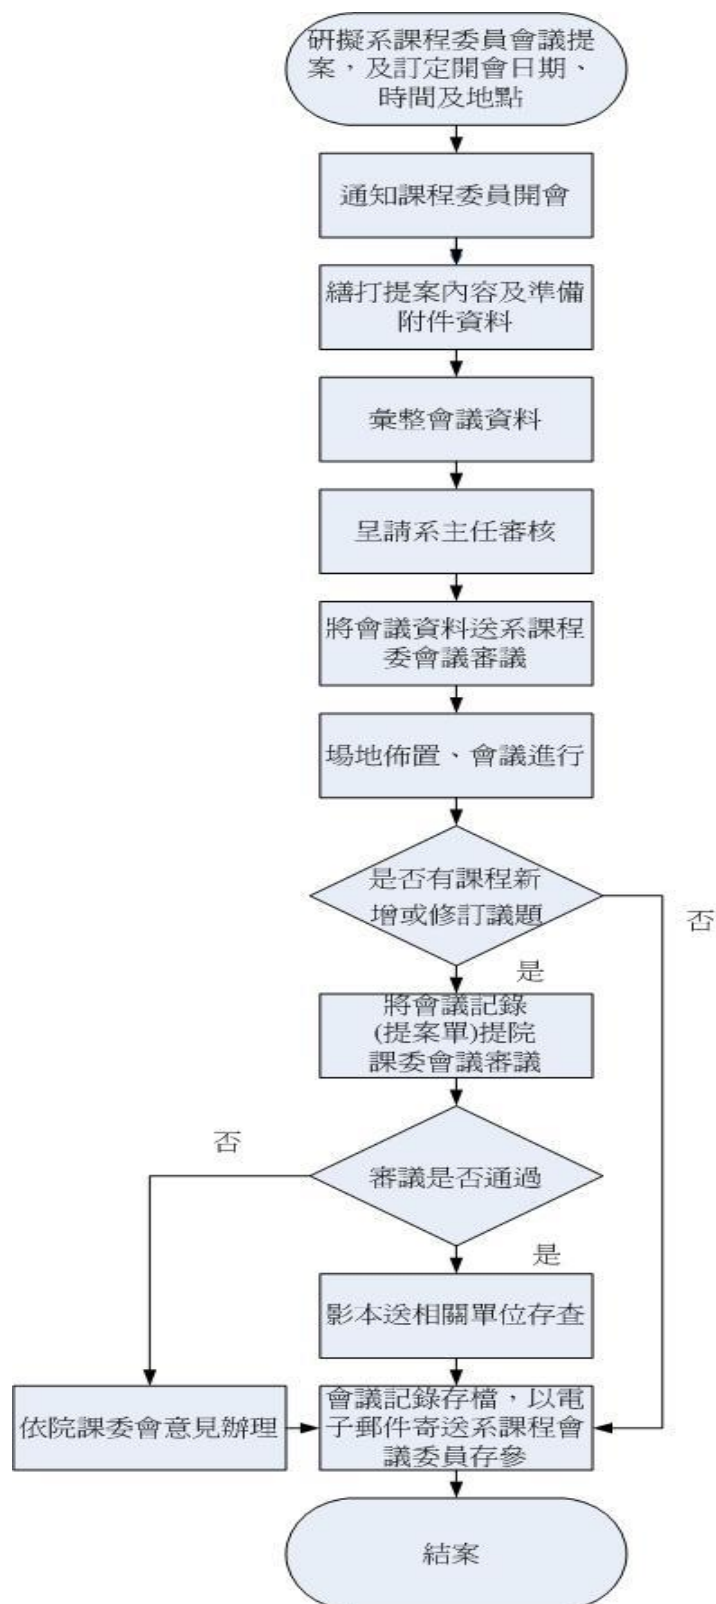 研擬系課程委員會議提
案，及訂定開會日期、
時間及地點
通知課程委員開會
繕打提案內容及準備
附件資料
彙整會議資料
呈請系主任審核
將會議資料送系課程
委會議審議
場地佈置、會議進行
是否有課程新
增或修訂議題
否
是
將會議記錄
(提案單)提院
課委會議審議
否
審議是否通過
是
影本送相關單位存查
依院課委會意見辦理
會議記錄存檔，以電
子郵件寄送系課程會
議委員存參
結案